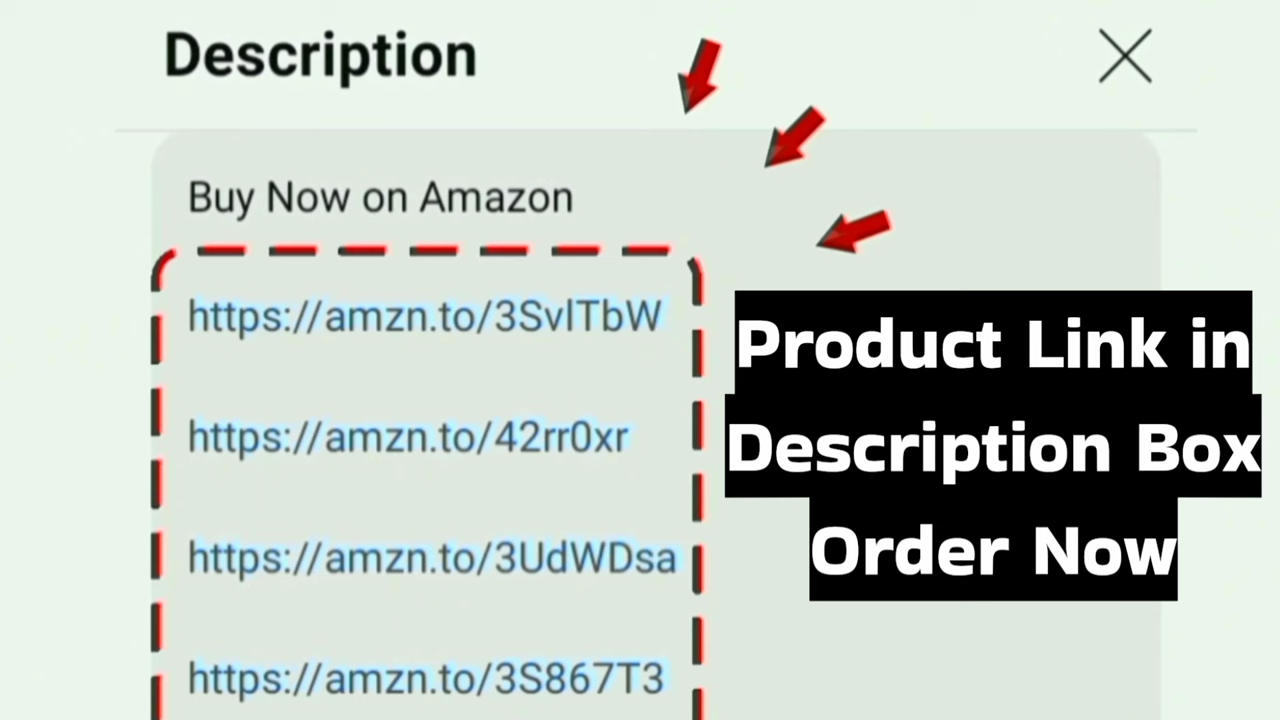 Description
Buy Now on Amazon
https://amzn.to/3SvlTbW
https://amzn.to/42rr0xr
https://amzn.to/3UdWDsa
https://amzn.to/3S867T3
Product Link in
Description Box
Order Now